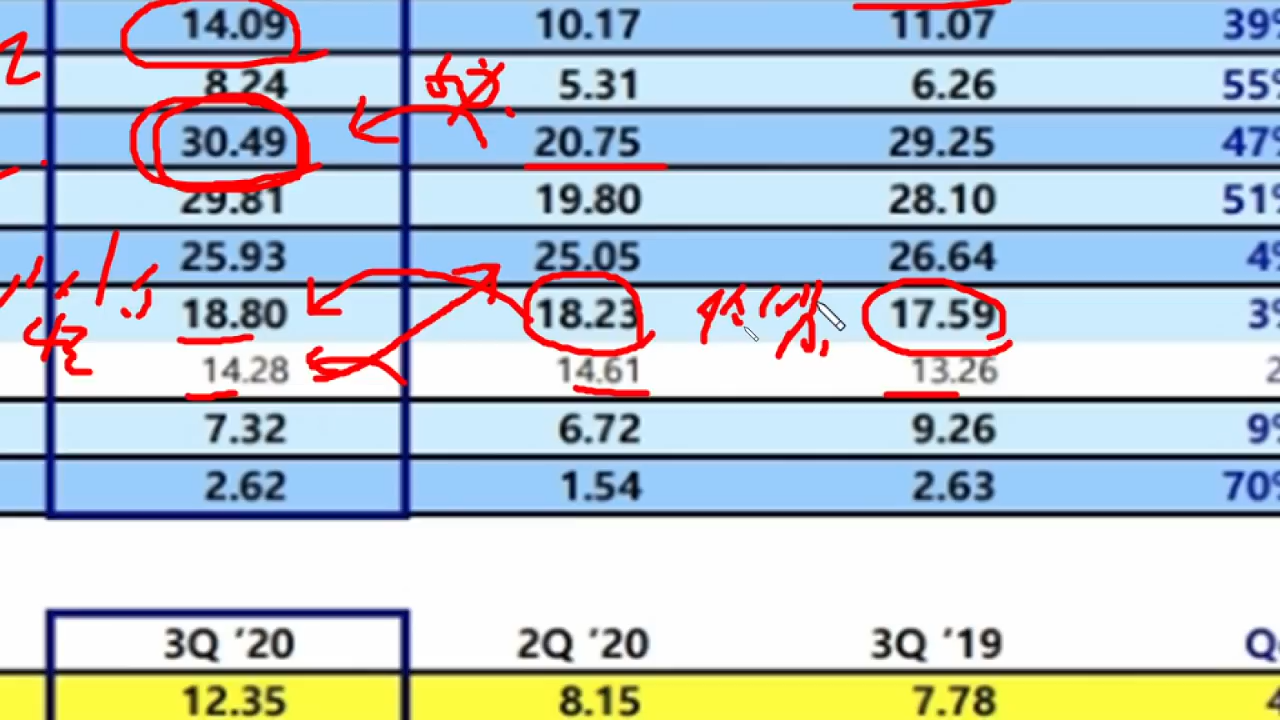 14.09 10.17 11.07 39%
8.24 5.31 6.26 55%
30.49 20.75 29.25 47%
29.81 19.80 28.10 51%
25.93 25.05 26.64 4%
18.80 18.23 17.59 3%
14.28 14.61 13.26 2
7.32 6.72 9.26 9%
2.62 1.54 2.63 70%
3Q ’20 2Q ’20 3Q ’19 Q
12.35 8.15 7.78 4